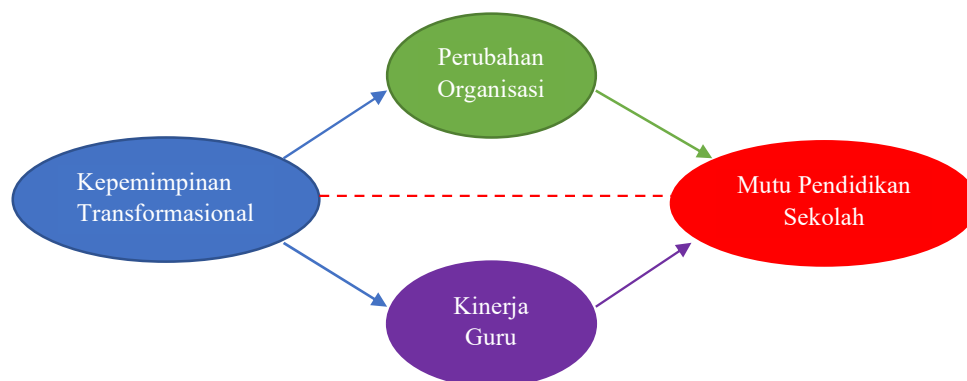 Perubahan
Organisasi
Kepemimpinan
Transformasional
Mutu Pendidikan
Sekolah
Kinerja
Guru